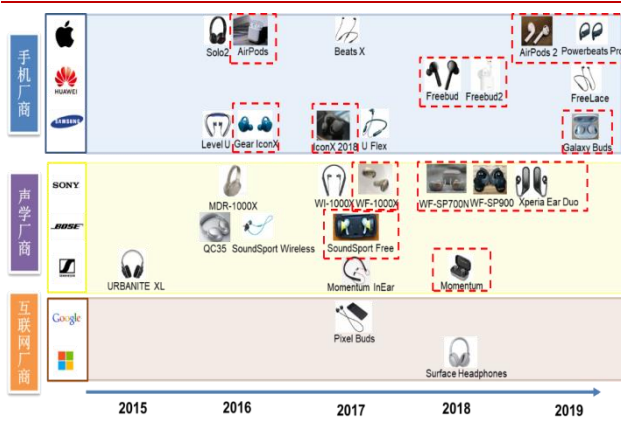 手机厂商
HUAWEI
SAMSUNG
Solo2 AirPods Beats X AirPods 2 Powerbeats Pro
Freebud Freebud2 FreeLace
Level U Gear IconX IconX 2018 U Flex Galaxy Buds
声学厂商
SONY
MDR-1000X WI-1000X WF-1000X WF-SP700N WF-SP900 Xperia Ear Duo
BOSE
QC35 SoundSport Wireless SoundSport Free
URBANITE XL Momentum InEar Momentum
互联网厂商
Google
Pixel Buds
Surface Headphones
2015 2016 2017 2018 2019